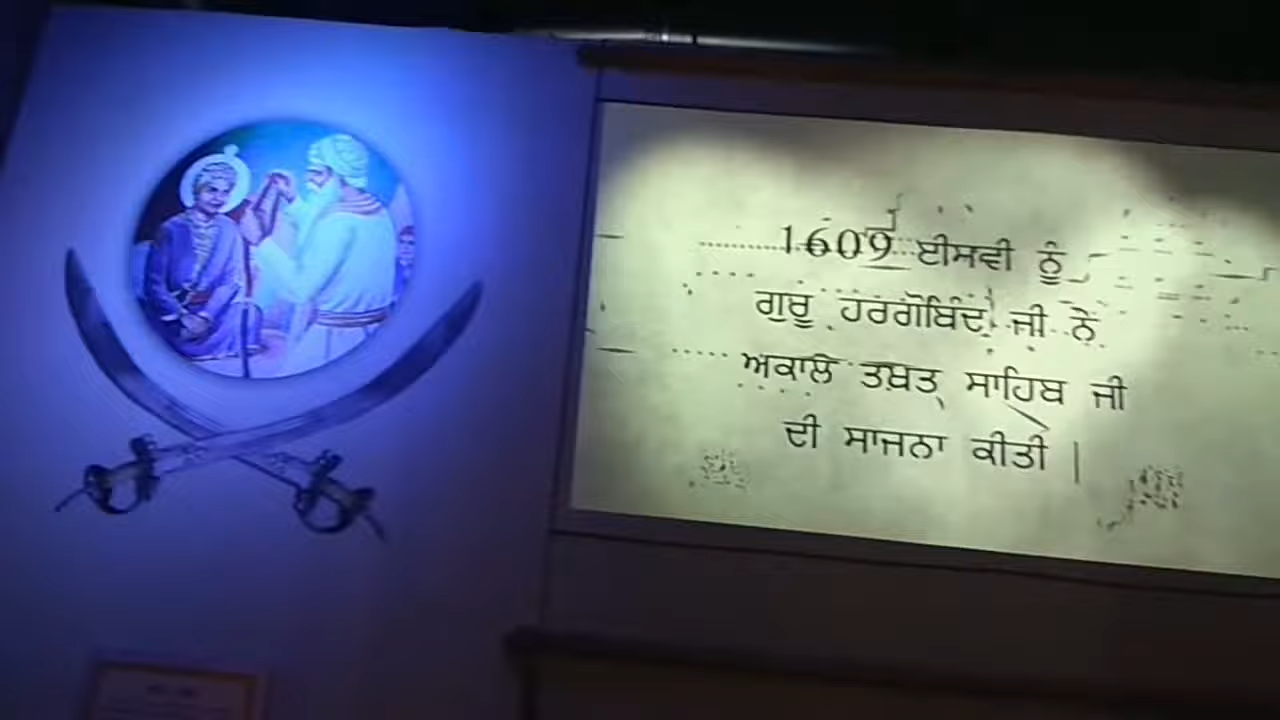 1609 ਈਸਵੀ ਨੂੰ
ਗੁਰੂ ਹਰਗੋਬਿੰਦ ਜੀ ਨੇ
ਅਕਾਲ ਤਖ਼ਤ ਸਾਹਿਬ ਜੀ
ਦੀ ਸਾਜਨਾ ਕੀਤੀ |